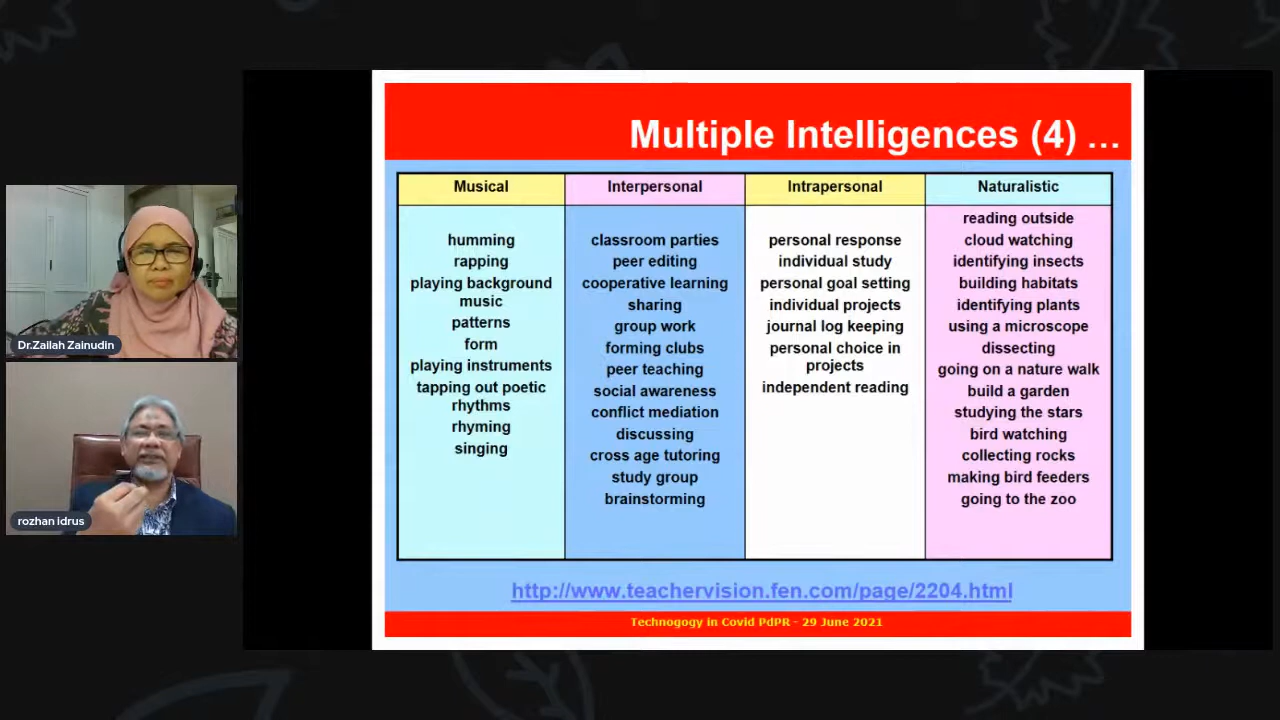 Multiple Intelligences (4) ...
Musical
humming
rapping
playing background
music
patterns
form
playing instruments
tapping out poetic
rhythms
rhyming
singing
Interpersonal
classroom parties
peer editing
cooperative learning
sharing
group work
forming clubs
peer teaching
social awareness
conflict mediation
discussing
cross age tutoring
study group
brainstorming
Intrapersonal
personal response
individual study
personal goal setting
individual projects
journal log keeping
personal choice in
projects
independent reading
Naturalistic
reading outside
cloud watching
identifying insects
building habitats
identifying plants
using a microscope
dissecting
going on a nature walk
build a garden
studying the stars
bird watching
collecting rocks
making bird feeders
going to the zoo
http://www.teachervision.fen.com/page/2204.html
Technogogy in Covid PdPR - 29 June 2021
Dr.Zailah Zainudin
rozhan idrus